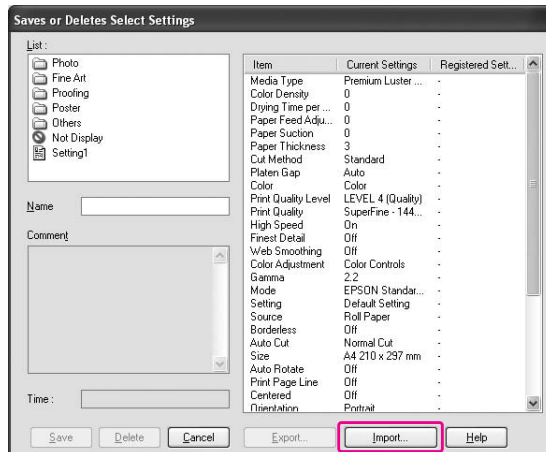 Saves or Deletes Select Settings
List :
Photo
Fine Art
Proofing
Poster
Others
Not Display
Setting1
Name
Comment
Time :
Item Current Settings Registered Sett...
Media Type Premium Luster ... -
Color Density 0 -
Drying Time per ... 0 -
Paper Feed Adju... 0 -
Paper Suction 0 -
Paper Thickness 3 -
Cut Method Standard -
Platen Gap Auto -
Color Color -
Print Quality Level LEVEL 4 (Quality) -
Print Quality SuperFine - 144... -
High Speed On -
Finest Detail Off -
Web Smoothing Off -
Color Adjustment Color Controls -
Gamma 2.2 -
Mode EPSON Standar... -
Setting Default Setting -
Source Roll Paper -
Borderless Off -
Auto Cut Normal Cut -
Size A4 210 x 297 mm -
Auto Rotate Off -
Print Page Line Off -
Centered Off -
Orientation Portrait -
Save Delete Cancel Export... Import... Help